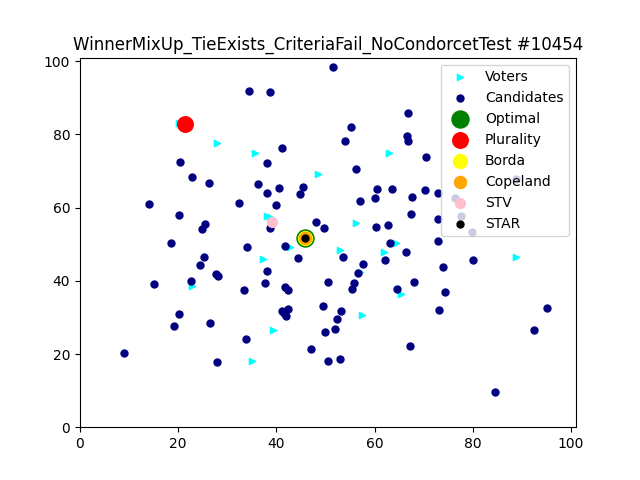 WinnerMixUp_TieExists_CriteriaFail_NoCondorcetTest #10454
100
80
60
40
20
0
0 20 40 60 80 100
Voters
Candidates
Optimal
Plurality
Borda
Copeland
STV
STAR